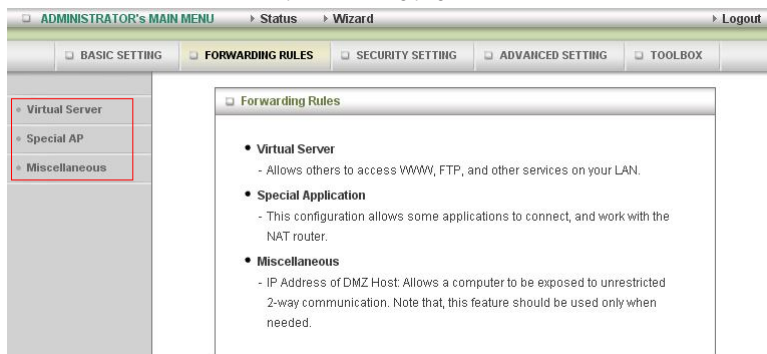 ADMINISTRATOR's MAIN MENU Status Wizard Logout
BASIC SETTING FORWARDING RULES SECURITY SETTING ADVANCED SETTING TOOLBOX
Virtual Server
Special AP
Miscellaneous
Forwarding Rules
Virtual Server
- Allows others to access WWW, FTP, and other services on your LAN.
Special Application
- This configuration allows some applications to connect, and work with the
NAT router.
Miscellaneous
- IP Address of DMZ Host: Allows a computer to be exposed to unrestricted
2-way communication. Note that, this feature should be used only when
needed.